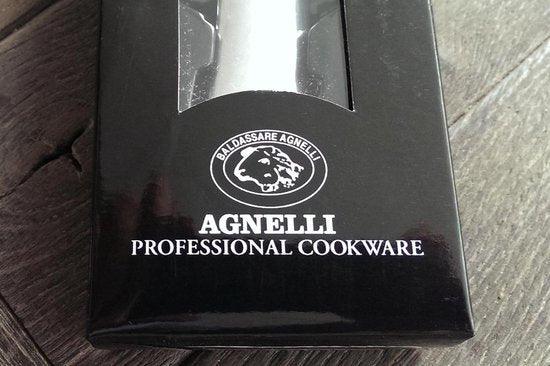 BALDASSARE AGNELLI
AGNELLI
PROFESSIONAL COOKWARE